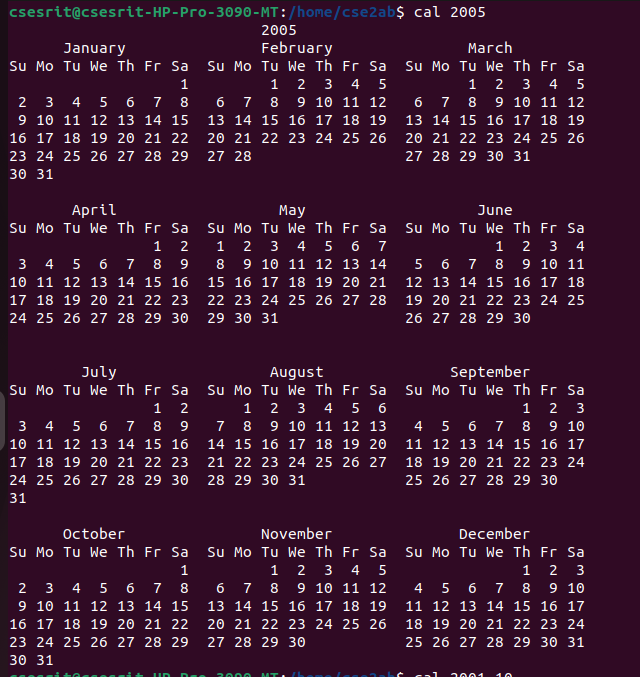 csesrit@csesrit-HP-Pro-3090-MT:/home/cse2ab$ cal 2005
                            2005
      January               February               March
Su Mo Tu We Th Fr Sa  Su Mo Tu We Th Fr Sa  Su Mo Tu We Th Fr Sa
                   1         1  2  3  4  5         1  2  3  4  5
 2  3  4  5  6  7  8   6  7  8  9 10 11 12   6  7  8  9 10 11 12
 9 10 11 12 13 14 15  13 14 15 16 17 18 19  13 14 15 16 17 18 19
16 17 18 19 20 21 22  20 21 22 23 24 25 26  20 21 22 23 24 25 26
23 24 25 26 27 28 29  27 28                 27 28 29 30 31
30 31

       April                  May                   June
Su Mo Tu We Th Fr Sa  Su Mo Tu We Th Fr Sa  Su Mo Tu We Th Fr Sa
                1  2   1  2  3  4  5  6  7            1  2  3  4
 3  4  5  6  7  8  9   8  9 10 11 12 13 14   5  6  7  8  9 10 11
10 11 12 13 14 15 16  15 16 17 18 19 20 21  12 13 14 15 16 17 18
17 18 19 20 21 22 23  22 23 24 25 26 27 28  19 20 21 22 23 24 25
24 25 26 27 28 29 30  29 30 31              26 27 28 29 30

        July                 August              September
Su Mo Tu We Th Fr Sa  Su Mo Tu We Th Fr Sa  Su Mo Tu We Th Fr Sa
                1  2      1  2  3  4  5  6               1  2  3
 3  4  5  6  7  8  9   7  8  9 10 11 12 13   4  5  6  7  8  9 10
10 11 12 13 14 15 16  14 15 16 17 18 19 20  11 12 13 14 15 16 17
17 18 19 20 21 22 23  21 22 23 24 25 26 27  18 19 20 21 22 23 24
24 25 26 27 28 29 30  28 29 30 31           25 26 27 28 29 30
31

      October               November              December
Su Mo Tu We Th Fr Sa  Su Mo Tu We Th Fr Sa  Su Mo Tu We Th Fr Sa
                   1         1  2  3  4  5               1  2  3
 2  3  4  5  6  7  8   6  7  8  9 10 11 12   4  5  6  7  8  9 10
 9 10 11 12 13 14 15  13 14 15 16 17 18 19  11 12 13 14 15 16 17
16 17 18 19 20 21 22  20 21 22 23 24 25 26  18 19 20 21 22 23 24
23 24 25 26 27 28 29  27 28 29 30           25 26 27 28 29 30 31
30 31
csesrit@csesrit-HP-Pro-3090-MT:/home/cse2ab$ cal 2001 10